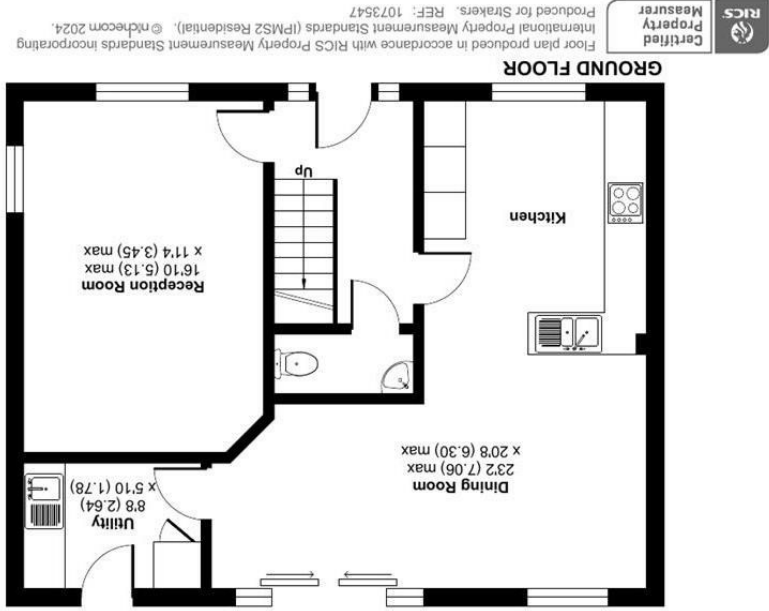 Utility
8'8 (2.64)
x 5'10 (1.78)
Dining Room
23'2 (7.06) max
x 20'8 (6.30) max
Reception Room
16'10 (5.13) max
x 11'4 (3.45) max
Kitchen
Up
GROUND FLOOR
RICS
Certified
Property
Measurer
Floor plan produced in accordance with RICS Property Measurement Standards incorporating
International Property Measurement Standards (IPMS2 Residential). © nichecom 2024.
Produced for Strakers. REF: 1073547